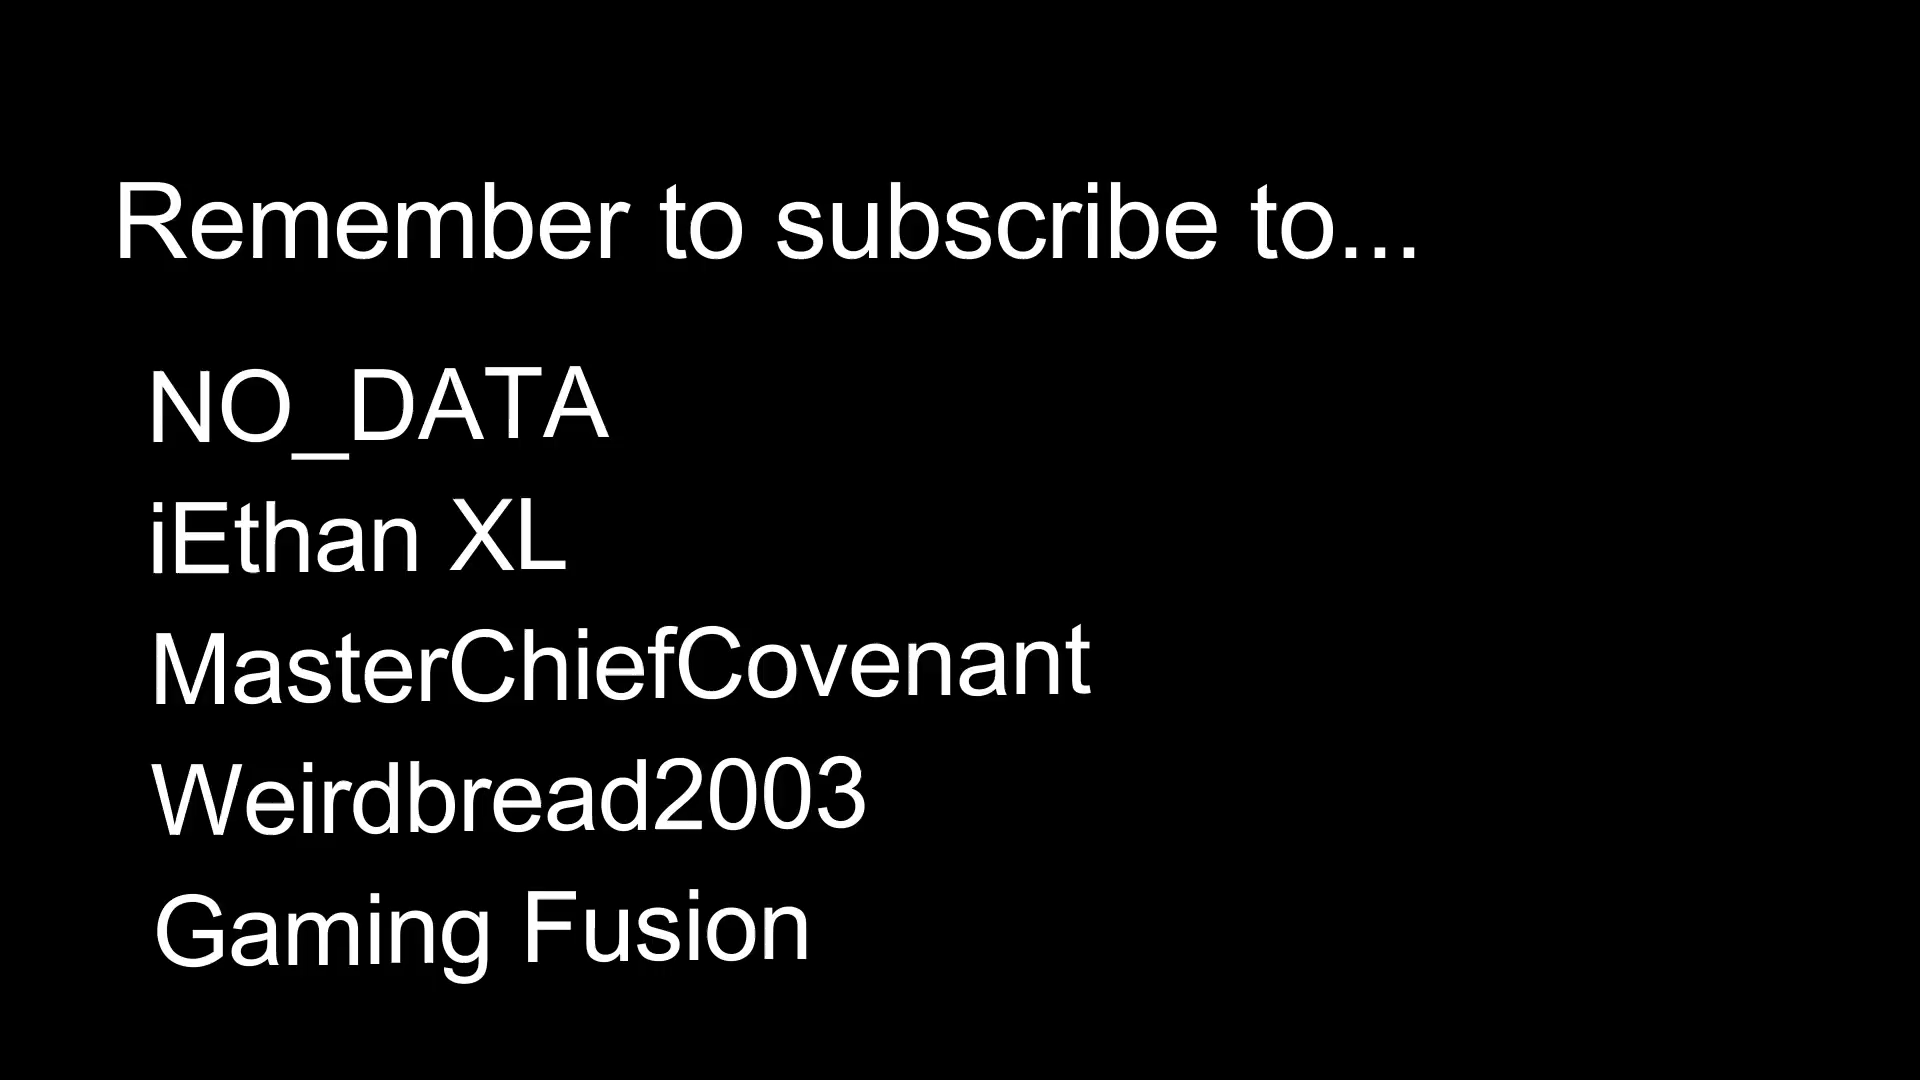 Remember to subscribe to...
NO_DATA
iEthan XL
MasterChiefCovenant
Weirdbread2003
Gaming Fusion